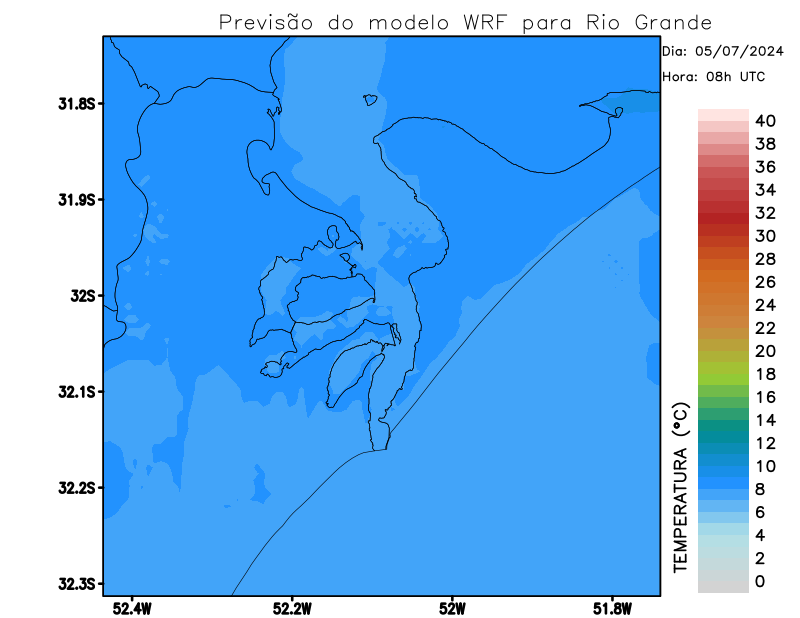 Previsão do modelo WRF para Rio Grande
Dia: 05/07/2024
Hora: 08h UTC
31.8S
31.9S
32S
32.1S
32.2S
32.3S
52.4W
52.2W
52W
51.8W
40
38
36
34
32
30
28
26
24
22
20
18
16
14
12
10
8
6
4
2
0
TEMPERATURA (°C)